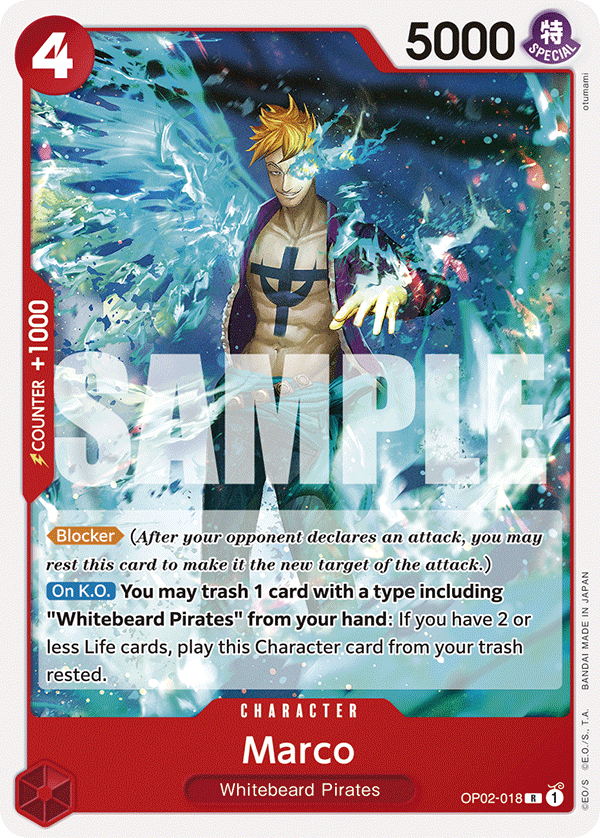 4
5000
特
SPECIAL
otumami
COUNTER +1000
SAMPLE
Blocker (After your opponent declares an attack, you may
rest this card to make it the new target of the attack.)
On K.O. You may trash 1 card with a type including
"Whitebeard Pirates" from your hand: If you have 2 or
less Life cards, play this Character card from your trash
rested.
CHARACTER
Marco
Whitebeard Pirates
OP02-018 R 1
©EO/S ©E.O./S., T.A. BANDAI MADE IN JAPAN